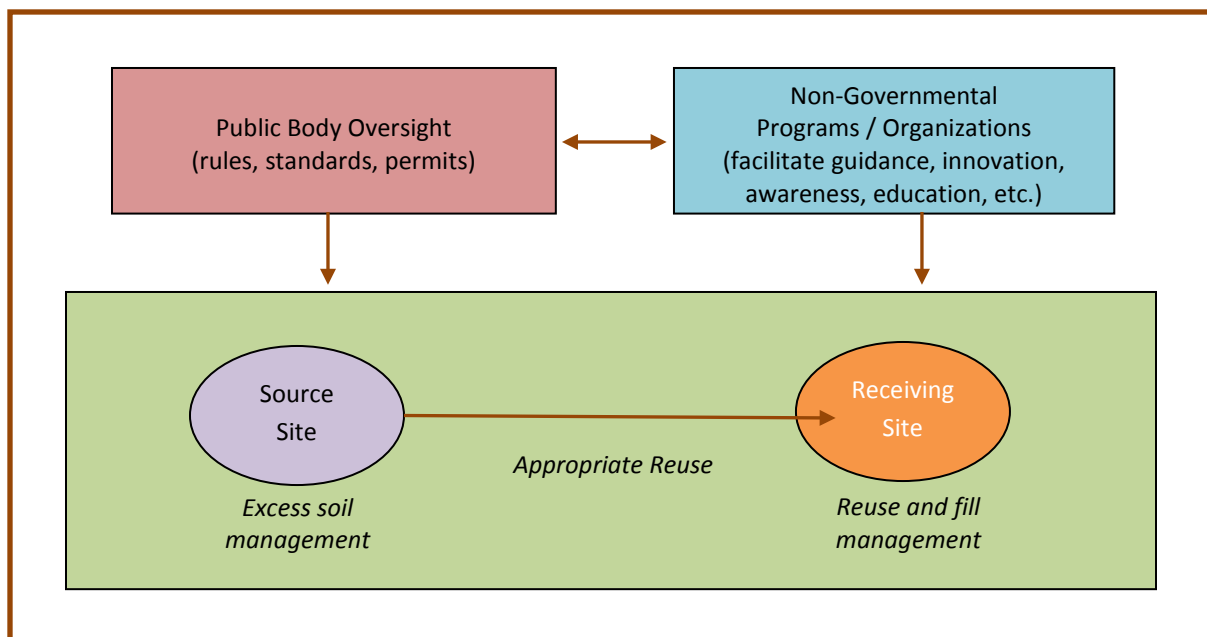 Public Body Oversight
(rules, standards, permits)
Non-Governmental
Programs / Organizations
(facilitate guidance, innovation,
awareness, education, etc.)
Source
Site
Receiving
Site
Appropriate Reuse
Excess soil
management
Reuse and fill
management